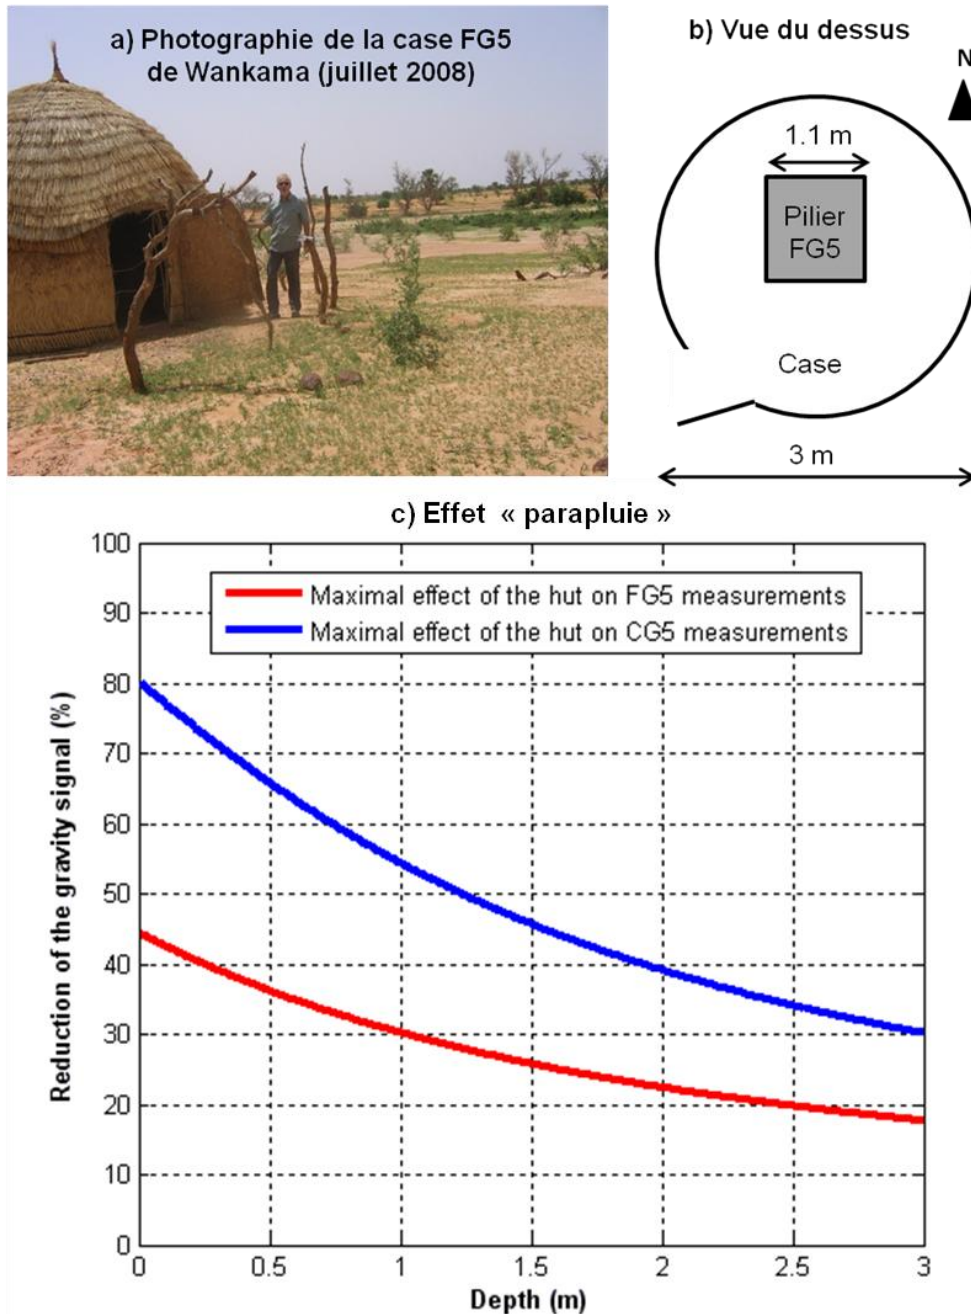 a) Photographie de la case FG5
de Wankama (juillet 2008)
b) Vue du dessus
N
1.1 m
Pilier
FG5
Case
3 m
c) Effet « parapluie »
Maximal effect of the hut on FG5 measurements
Maximal effect of the hut on CG5 measurements
Reduction of the gravity signal (%)
100
90
80
70
60
50
40
30
20
10
0
0
0.5
1
1.5
2
2.5
3
Depth (m)